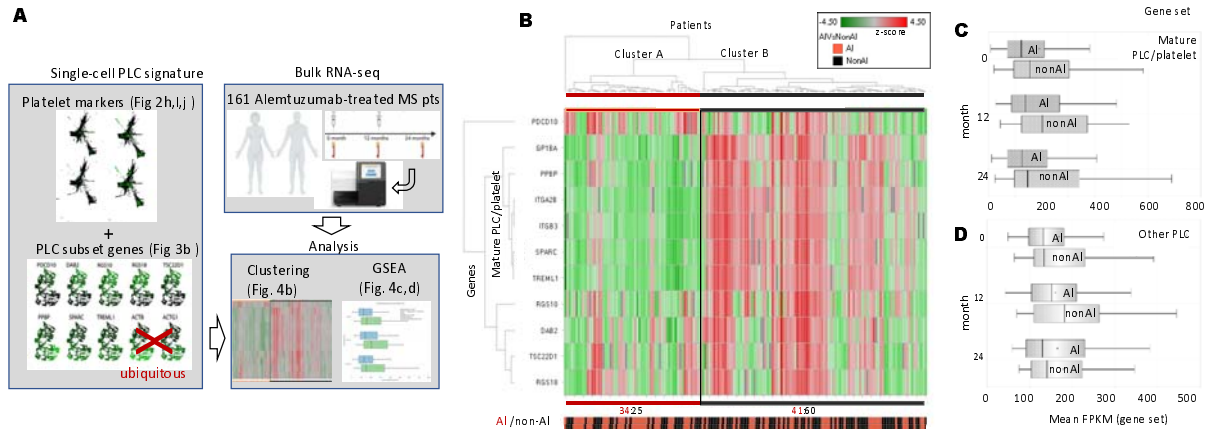 A
Single-cell PLC signature
Platelet markers (Fig 2h,I,j )
+
PLC subset genes (Fig 3b )
PDCD10 DAB2 RGS10 RGS18 TSC22D1
PPBP SPARC TREML1 ACTB ACTG1
ubiquitous
Bulk RNA-seq
161 Alemtuzumab-treated MS pts
0 month 12 months 24 months
Analysis
Clustering
(Fig. 4b)
GSEA
(Fig. 4c,d)
B
Patients
Cluster A
Cluster B
-4.50 4.50
z-score
AIVsNonAI
AI
NonAI
Genes
Mature PLC/platelet
PDCD10
GP1BA
PPBP
ITGA2B
ITGB3
SPARC
TREML1
RGS10
DAB2
TSC22D1
RGS18
34:25
41:60
AI /non-AI
C
Gene set
Mature
PLC/platelet
month
0
AI
nonAI
12
AI
nonAI
24
AI
nonAI
0 200 400 600 800
D
Other PLC
month
0
AI
nonAI
12
AI
nonAI
24
AI
nonAI
0 100 200 300 400 500
Mean FPKM (gene set)